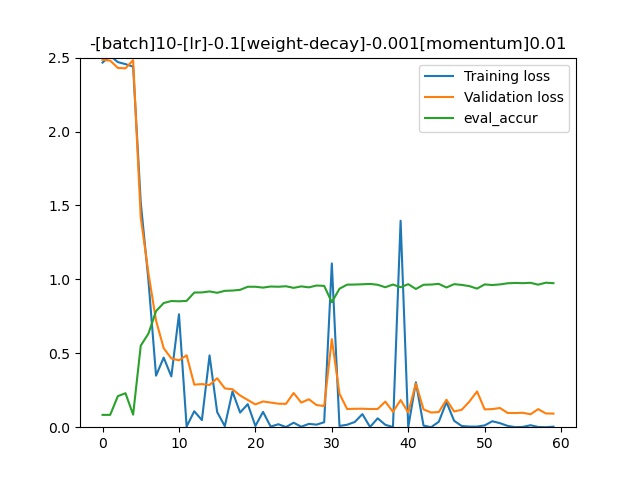 -[batch]10-[lr]-0.1[weight-decay]-0.001[momentum]0.01
Training loss
Validation loss
eval_accur
2.5
2.0
1.5
1.0
0.5
0.0
0 10 20 30 40 50 60